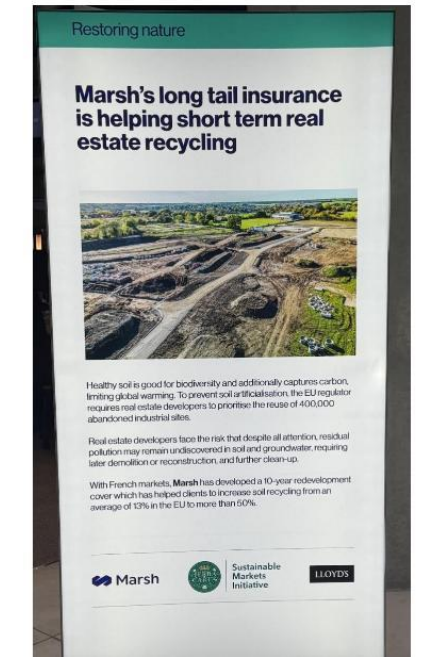 Restoring nature
Marsh's long tail insurance
is helping short term real
estate recycling
Healthy soil is good for biodiversity and additionally captures carbon,
limiting global warming. To prevent soil artificialisation, the EU regulator
requires real estate developers to prioritise the reuse of 400,000
abandoned industrial sites.
Real estate developers face the risk that despite all attention, residual
pollution may remain undiscovered in soil and groundwater, requiring
later demolition or reconstruction, and further clean-up.
With French markets, Marsh has developed a 10-year redevelopment
cover which has helped clients to increase soil recycling from an
average of 13% in the EU to more than 50%.
Marsh
TERRA
CARTA
Sustainable
Markets
Initiative
LLOYD'S